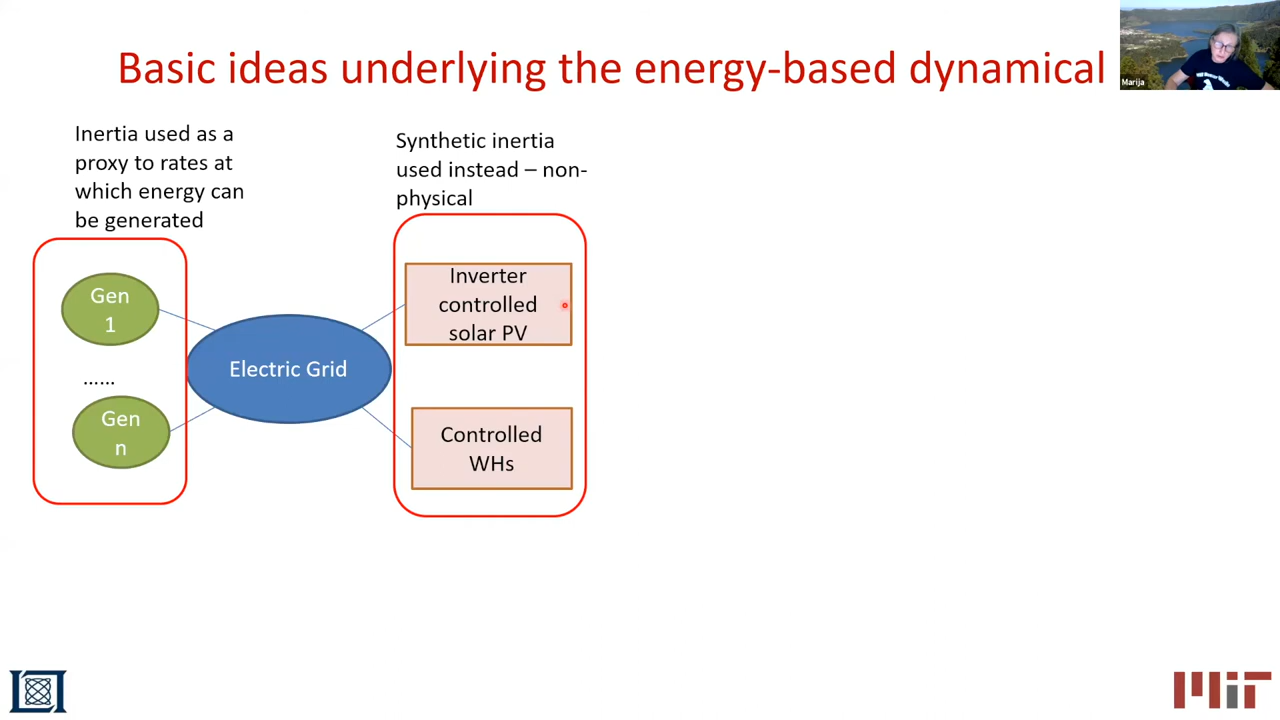 Basic ideas underlying the energy-based dynamical
Marija
Inertia used as a
proxy to rates at
which energy can
be generated
Synthetic inertia
used instead – non-
physical
Gen
1
......
Gen
n
Electric Grid
Inverter
controlled
solar PV
Controlled
WHs
MIT